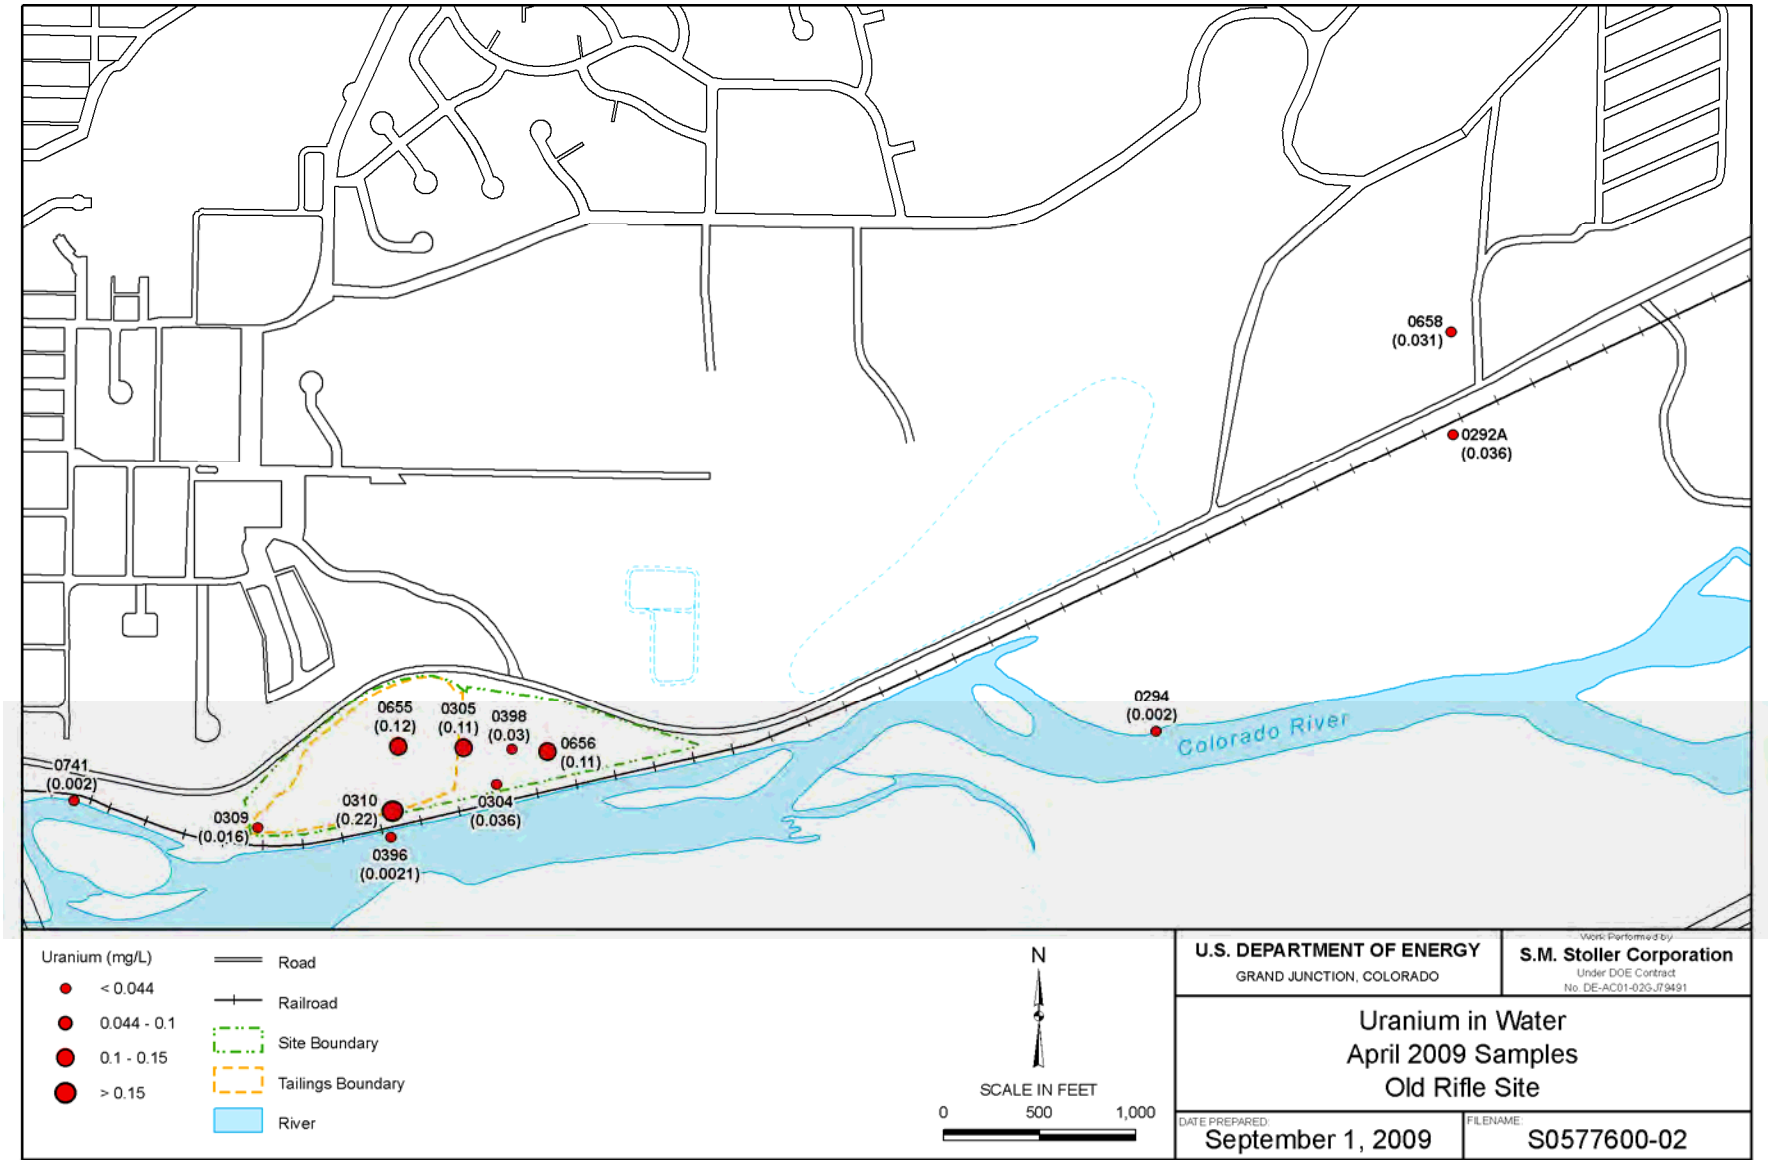 0658
(0.031)
0292A
(0.036)
0294
(0.002)
Colorado River
0655
(0.12)
0305
(0.11)
0398
(0.03)
0656
(0.11)
0741
(0.002)
0309
(0.016)
0310
(0.22)
0304
(0.036)
0396
(0.0021)
Uranium (mg/L)
< 0.044
0.044 - 0.1
0.1 - 0.15
> 0.15
Road
Railroad
Site Boundary
Tailings Boundary
River
N
SCALE IN FEET
0 500 1,000
U.S. DEPARTMENT OF ENERGY
GRAND JUNCTION, COLORADO
Work Performed by
S.M. Stoller Corporation
Under DOE Contract
No. DE-AC01-02GJ79491
Uranium in Water
April 2009 Samples
Old Rifle Site
DATE PREPARED:
September 1, 2009
FILENAME:
S0577600-02